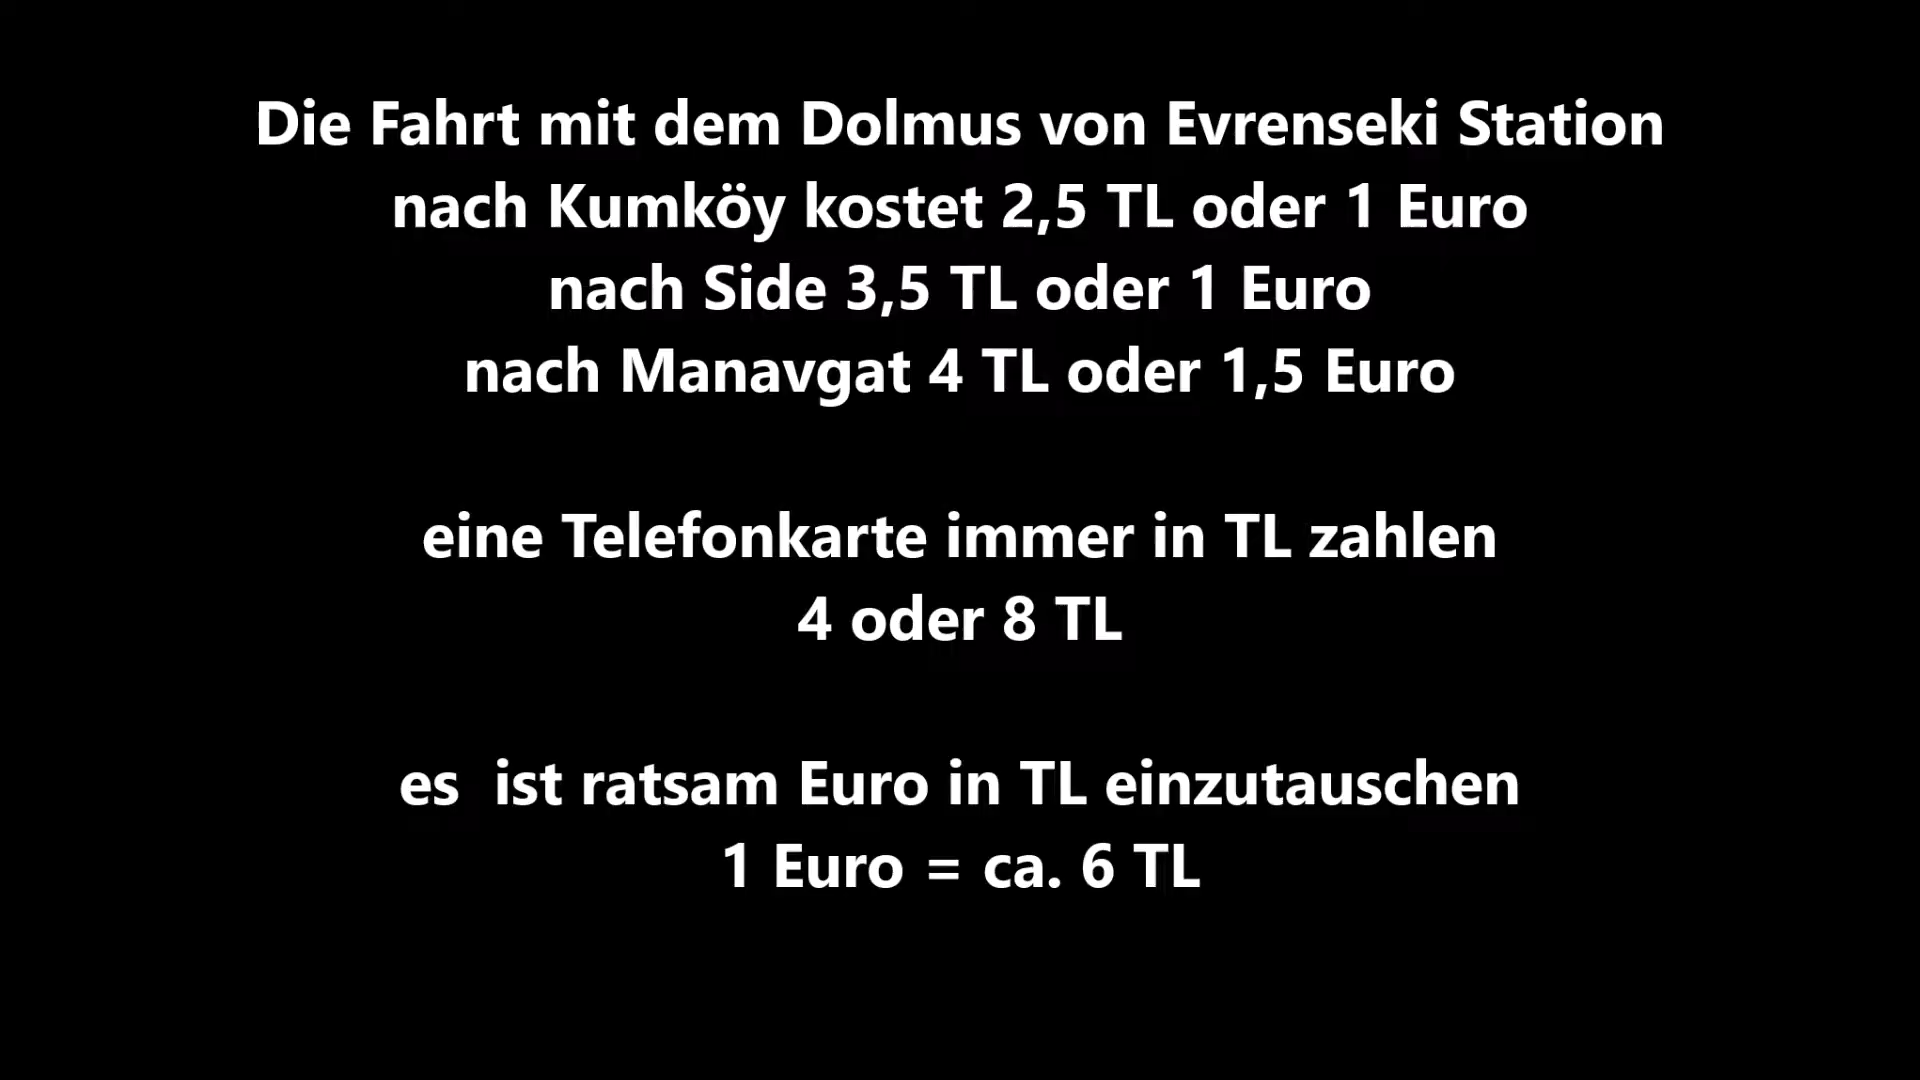 Die Fahrt mit dem Dolmus von Evrenseki Station
nach Kumköy kostet 2,5 TL oder 1 Euro
nach Side 3,5 TL oder 1 Euro
nach Manavgat 4 TL oder 1,5 Euro
eine Telefonkarte immer in TL zahlen
4 oder 8 TL
es  ist ratsam Euro in TL einzutauschen
1 Euro = ca. 6 TL